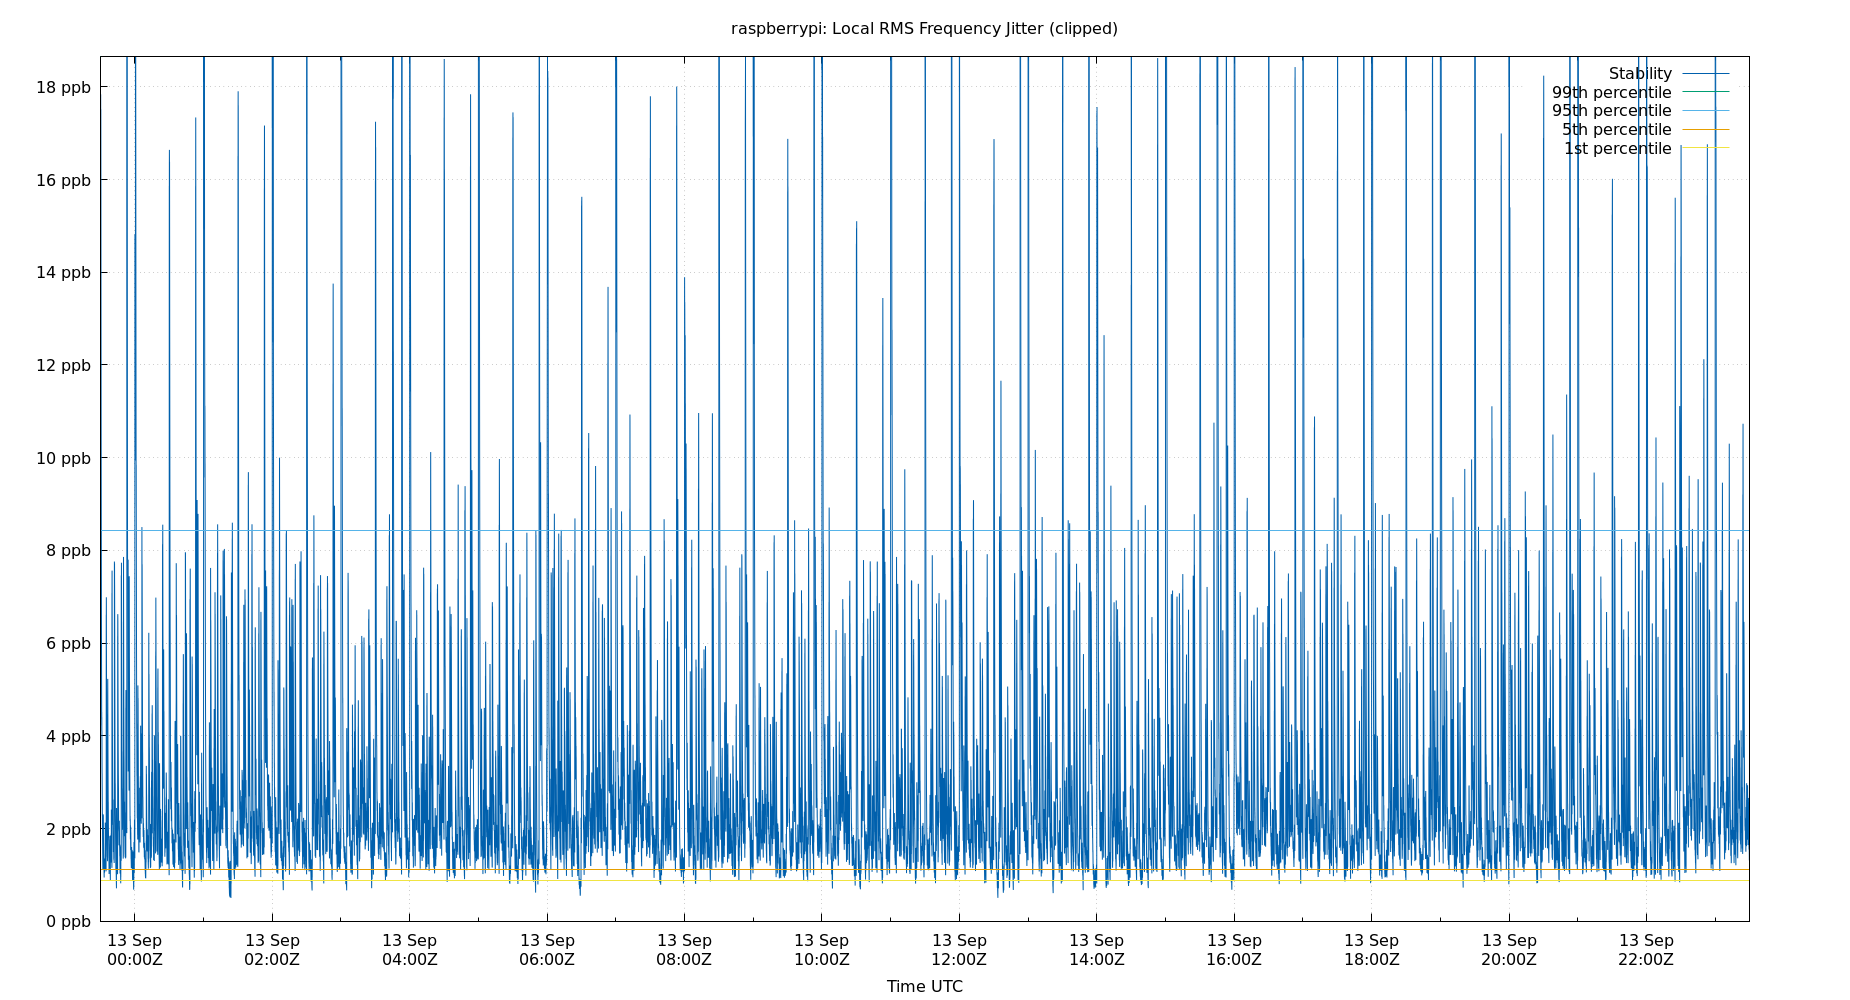 raspberrypi: Local RMS Frequency Jitter (clipped)
18 ppb
16 ppb
14 ppb
12 ppb
10 ppb
8 ppb
6 ppb
4 ppb
2 ppb
0 ppb
Stability
99th percentile
95th percentile
5th percentile
1st percentile
13 Sep 13 Sep 13 Sep 13 Sep 13 Sep 13 Sep 13 Sep 13 Sep 13 Sep 13 Sep 13 Sep 13 Sep
00:00Z 02:00Z 04:00Z 06:00Z 08:00Z 10:00Z 12:00Z 14:00Z 16:00Z 18:00Z 20:00Z 22:00Z
Time UTC